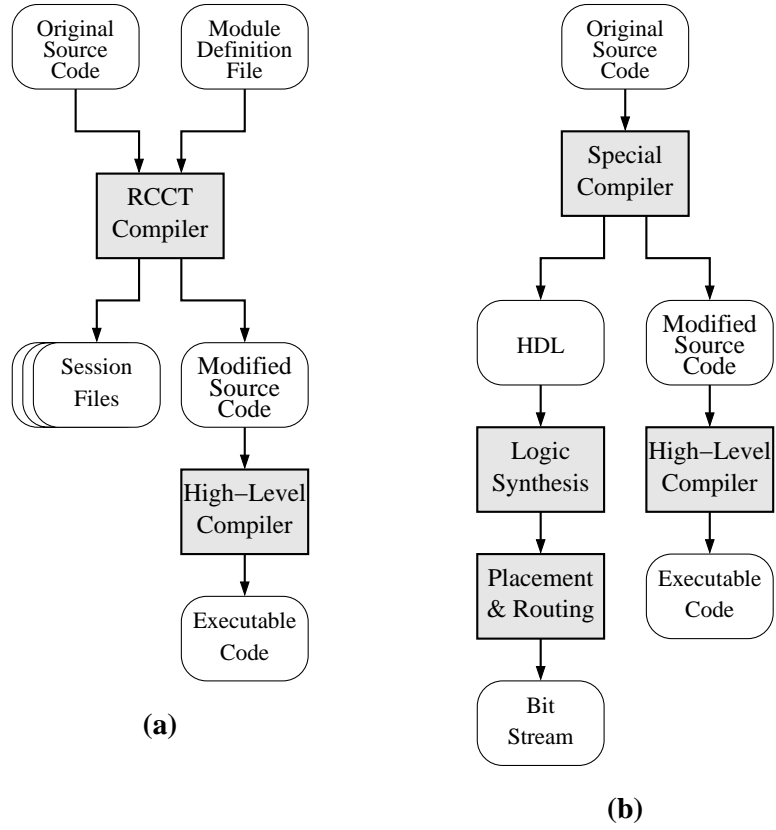 Original
Source
Code
Module
Definition
File
RCCT
Compiler
Session
Files
Modified
Source
Code
High−Level
Compiler
Executable
Code
(a)
Original
Source
Code
Special
Compiler
HDL
Modified
Source
Code
Logic
Synthesis
High−Level
Compiler
Placement
& Routing
Executable
Code
Bit
Stream
(b)